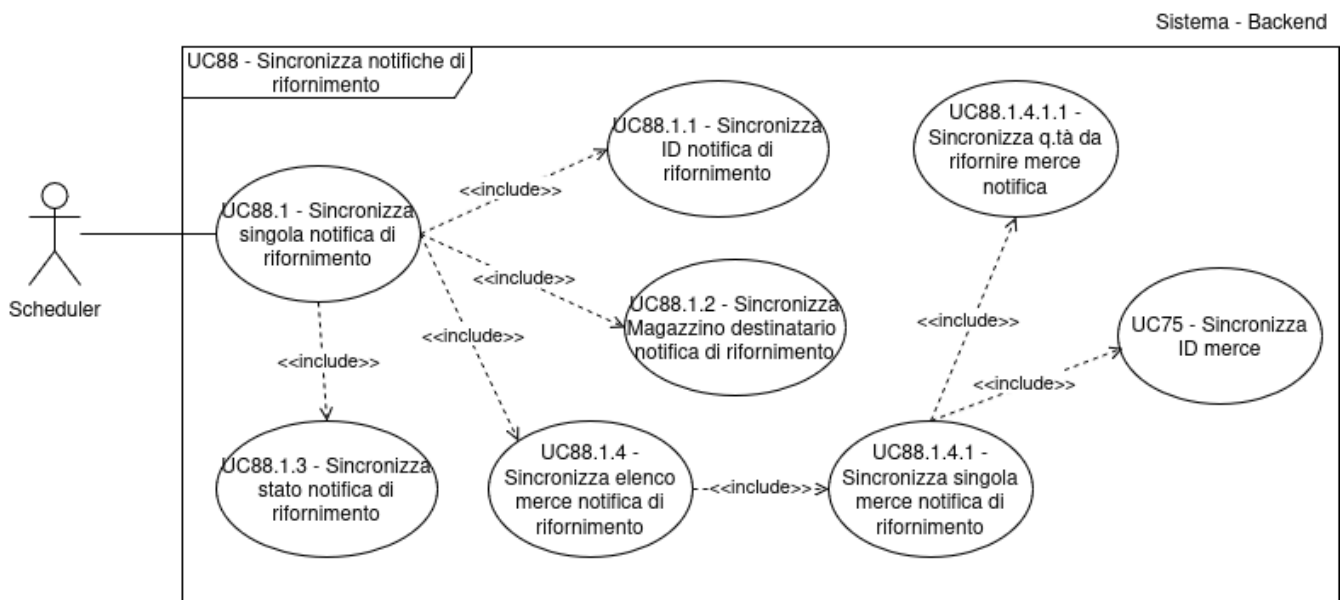 Sistema - Backend
UC88 - Sincronizza notifiche di
rifornimento
UC88.1.1 - Sincronizza
ID notifica di
rifornimento
UC88.1.4.1.1 -
Sincronizza q.tà da
rifornire merce
notifica
<<include>>
UC88.1 - Sincronizza
singola notifica di
rifornimento
Scheduler
<<include>>
UC88.1.2 - Sincronizza
Magazzino destinatario
notifica di rifornimento
<<include>>
<<include>>
UC75 - Sincronizza
ID merce
<<include>>
<<include>>
UC88.1.3 - Sincronizza
stato notifica di
rifornimento
UC88.1.4 -
Sincronizza elenco
merce notifica di
rifornimento
<<include>>
UC88.1.4.1 -
Sincronizza singola
merce notifica di
rifornimento
<<include>>